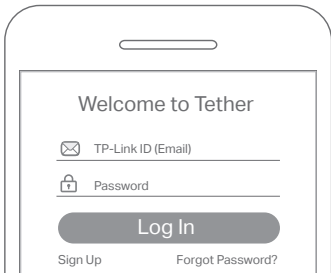 Welcome to Tether
TP-Link ID (Email)
Password
Log In
Sign Up Forgot Password?